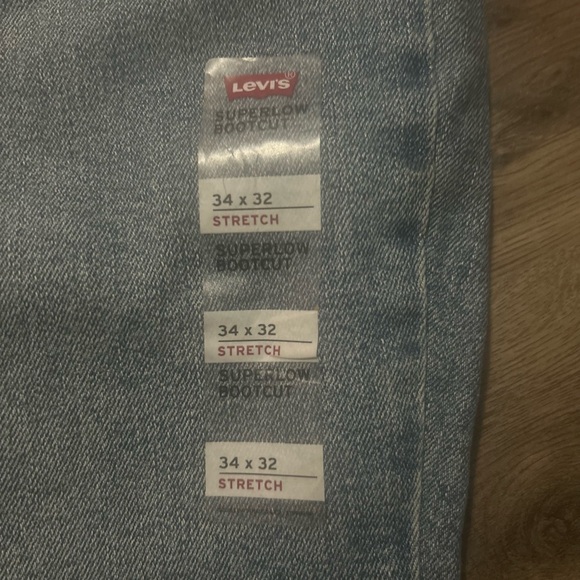 Levi's®
SUPERLOW
BOOTCUT
34 x 32
STRETCH
SUPERLOW
BOOTCUT
34 x 32
STRETCH
SUPERLOW
BOOTCUT
34 x 32
STRETCH